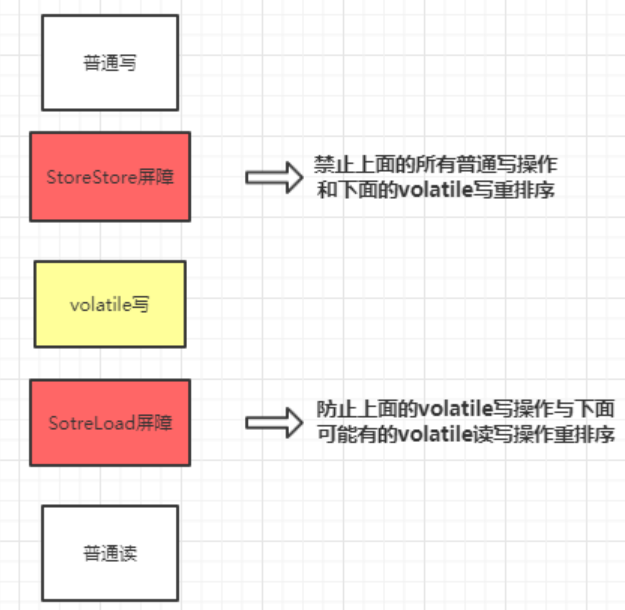 普通写
StoreStore屏障
禁止上面的所有普通写操作
和下面的volatile写重排序
volatile写
SotreLoad屏障
防止上面的volatile写操作与下面
可能有的volatile读写操作重排序
普通读